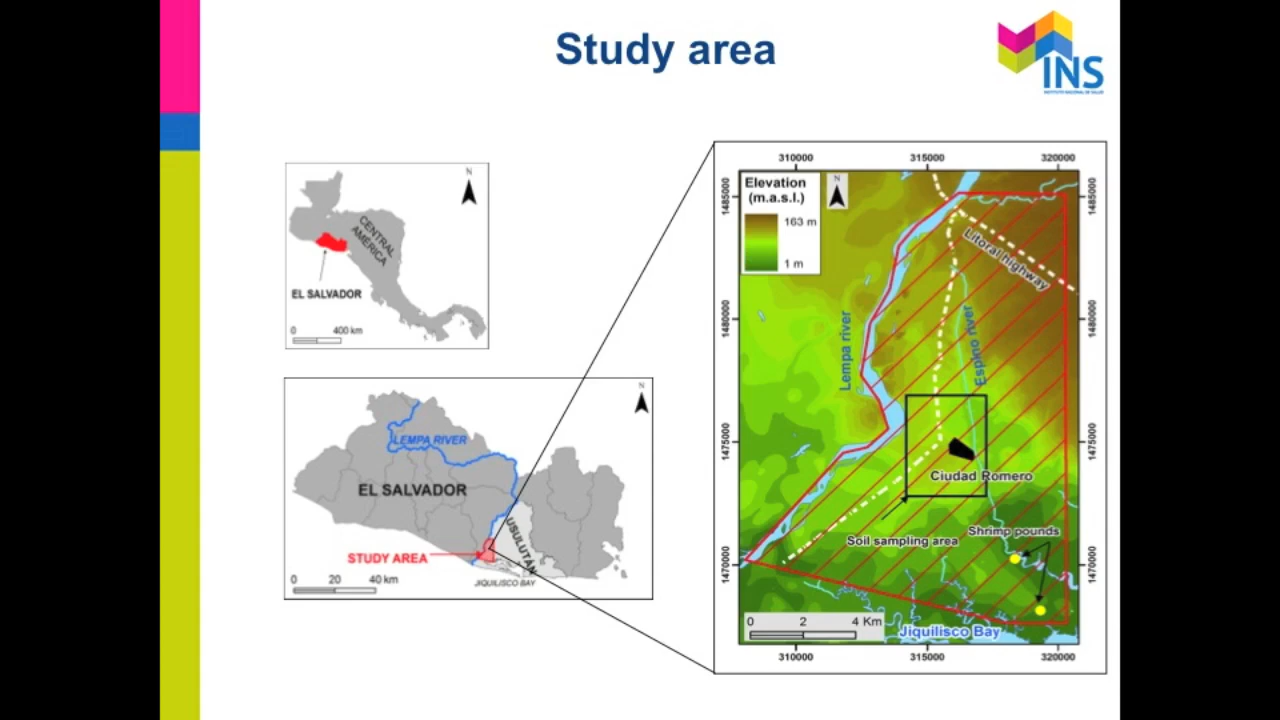 Study area
INS
INSTITUTO NACIONAL DE SALUD
N
CENTRAL
AMÉRICA
EL SALVADOR
0 400 km
N
LEMPA RIVER
EL SALVADOR
USULUTÁN
STUDY AREA
0 20 40 km
JIQUILISCO BAY
310000 315000 320000
Elevation
(m.a.s.l.)
163 m
1 m
N
1485000 1485000
Litoral highway
1480000 1480000
Lempa river
Espino river
1475000 1475000
Ciudad Romero
Shrimp pounds
Soil sampling area
1470000 1470000
0 2 4 Km
Jiquilisco Bay
310000 315000 320000